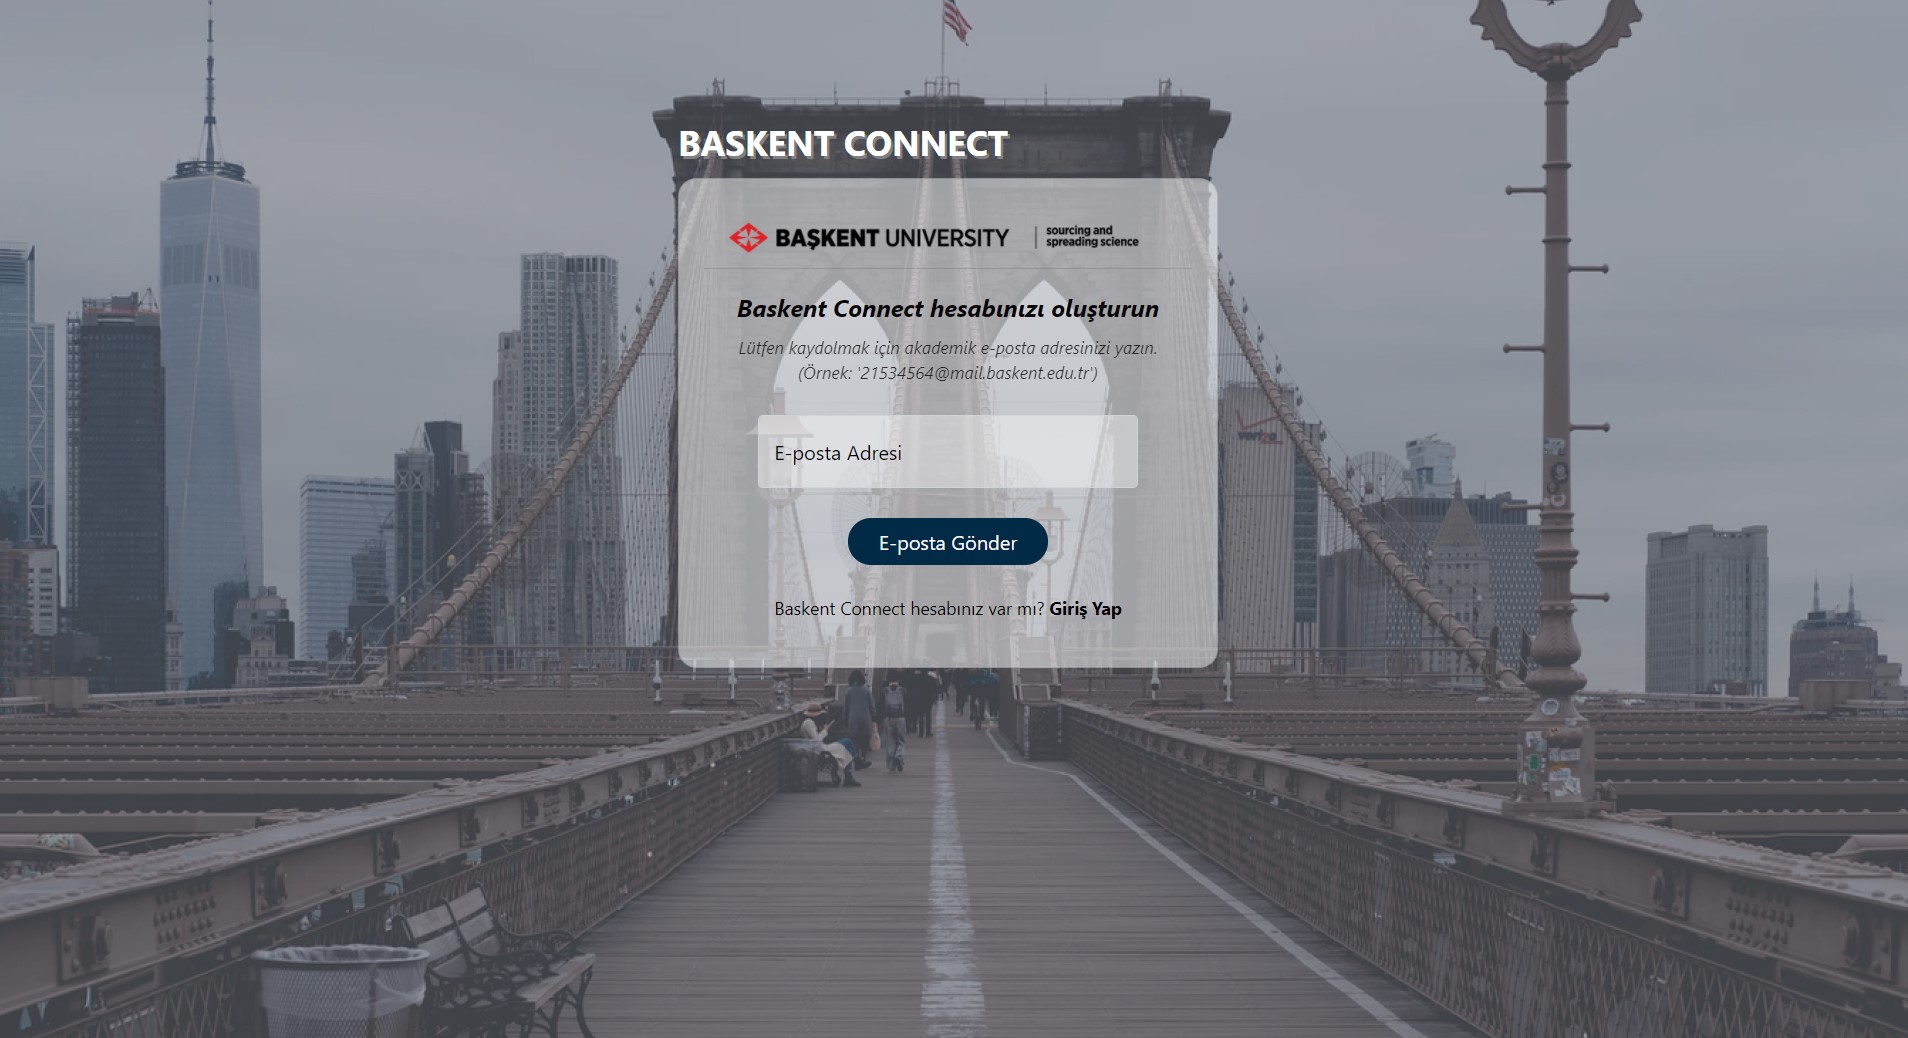 BASKENT CONNECT
BAŞKENT UNIVERSITY
sourcing and
spreading science
Baskent Connect hesabınızı oluşturun
Lütfen kaydolmak için akademik e-posta adresinizi yazın.
(Örnek: '21534564@mail.baskent.edu.tr')
E-posta Adresi
E-posta Gönder
Baskent Connect hesabınız var mı? Giriş Yap